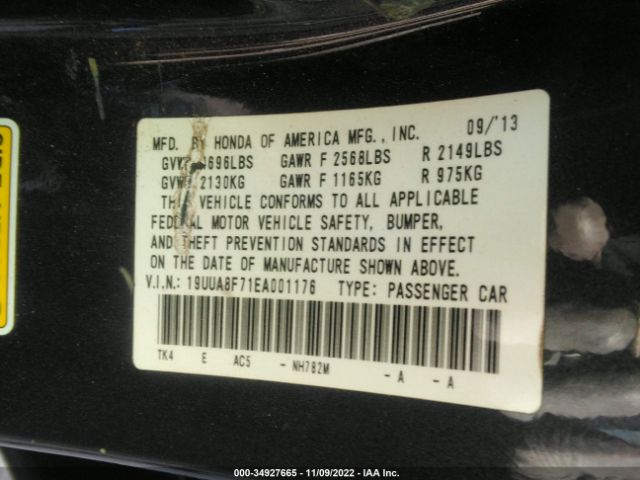 MFD. BY HONDA OF AMERICA MFG., INC. 09/'13
GAWR F 2568LBS R 2149LBS
2130KG GAWR F 1165KG R 975KG
VEHICLE CONFORMS TO ALL APPLICABLE
MOTOR VEHICLE SAFETY, BUMPER,
AND THEFT PREVENTION STANDARDS IN EFFECT
ON THE DATE OF MANUFACTURE SHOWN ABOVE.
V.I.N.: 19UUA8F71EA001176 TYPE: PASSENGER CAR
TK4 E AC5 - NH782M - A - A
000-34927665 - 11/09/2022 - IAA Inc.